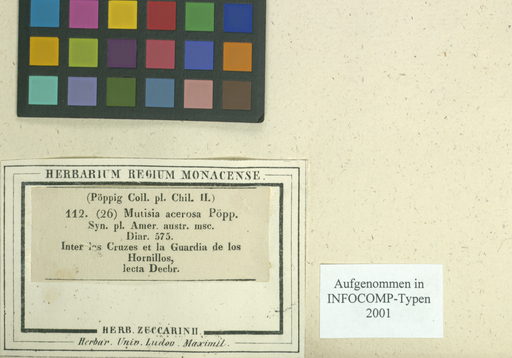 HERBARIUM REGIUM MONACENSE.
(Pöppig Coll. pl. Chil. II.)
112. (26) Mutisia acerosa Pöpp.
Syn. pl. Amer. austr. msc.
Diar. 575.
Inter les Cruzes et la Guardia de los
Hornillos,
lecta Decbr.
HERB. ZUCCARINII.
Herbar. Univ. Ludov. Maximil.
Aufgenommen in
INFOCOMP-Typen
2001